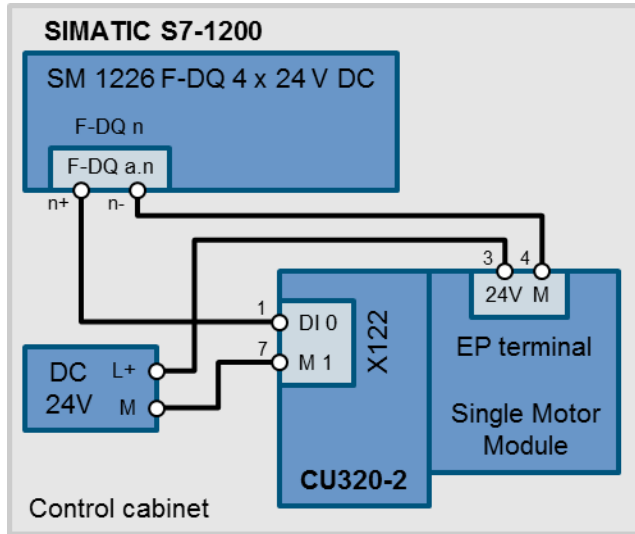 SIMATIC S7-1200
SM 1226 F-DQ 4 x 24 V DC
F-DQ n
F-DQ a.n
n+ n-
3 4
24V M
EP terminal
Single Motor
Module
1
DI 0
7
M 1
X122
CU320-2
DC
24V
L+
M
Control cabinet